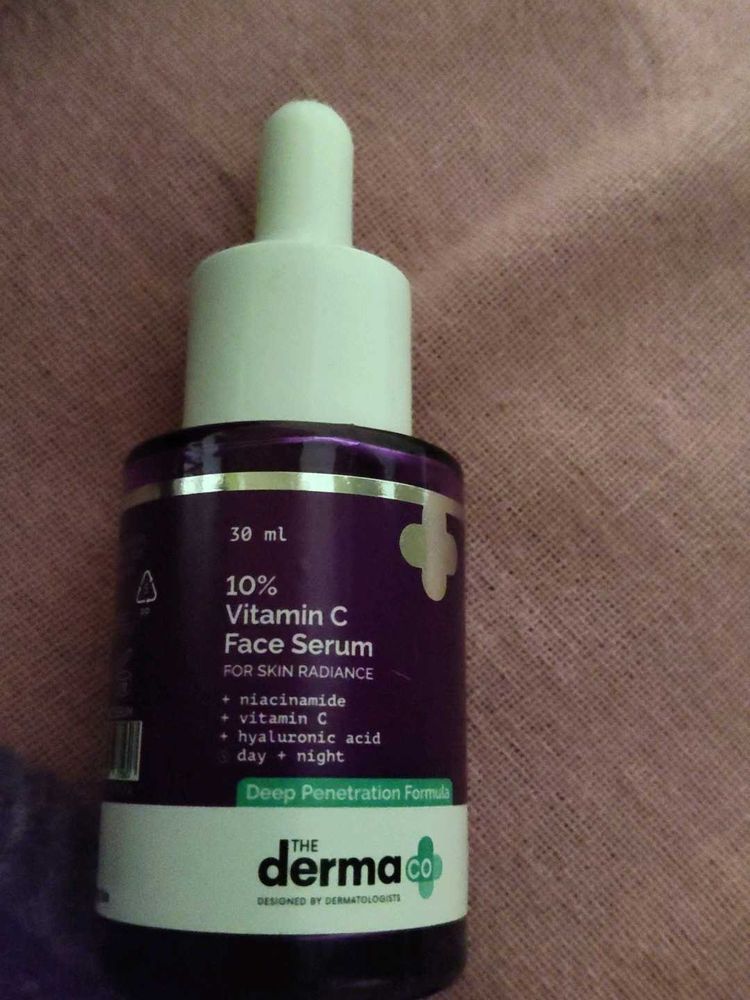 30 ml
10%
Vitamin C
Face Serum
FOR SKIN RADIANCE
+ niacinamide
+ vitamin C
+ hyaluronic acid
day + night
Deep Penetration Formula
THE
derma co
DESIGNED BY DERMATOLOGISTS